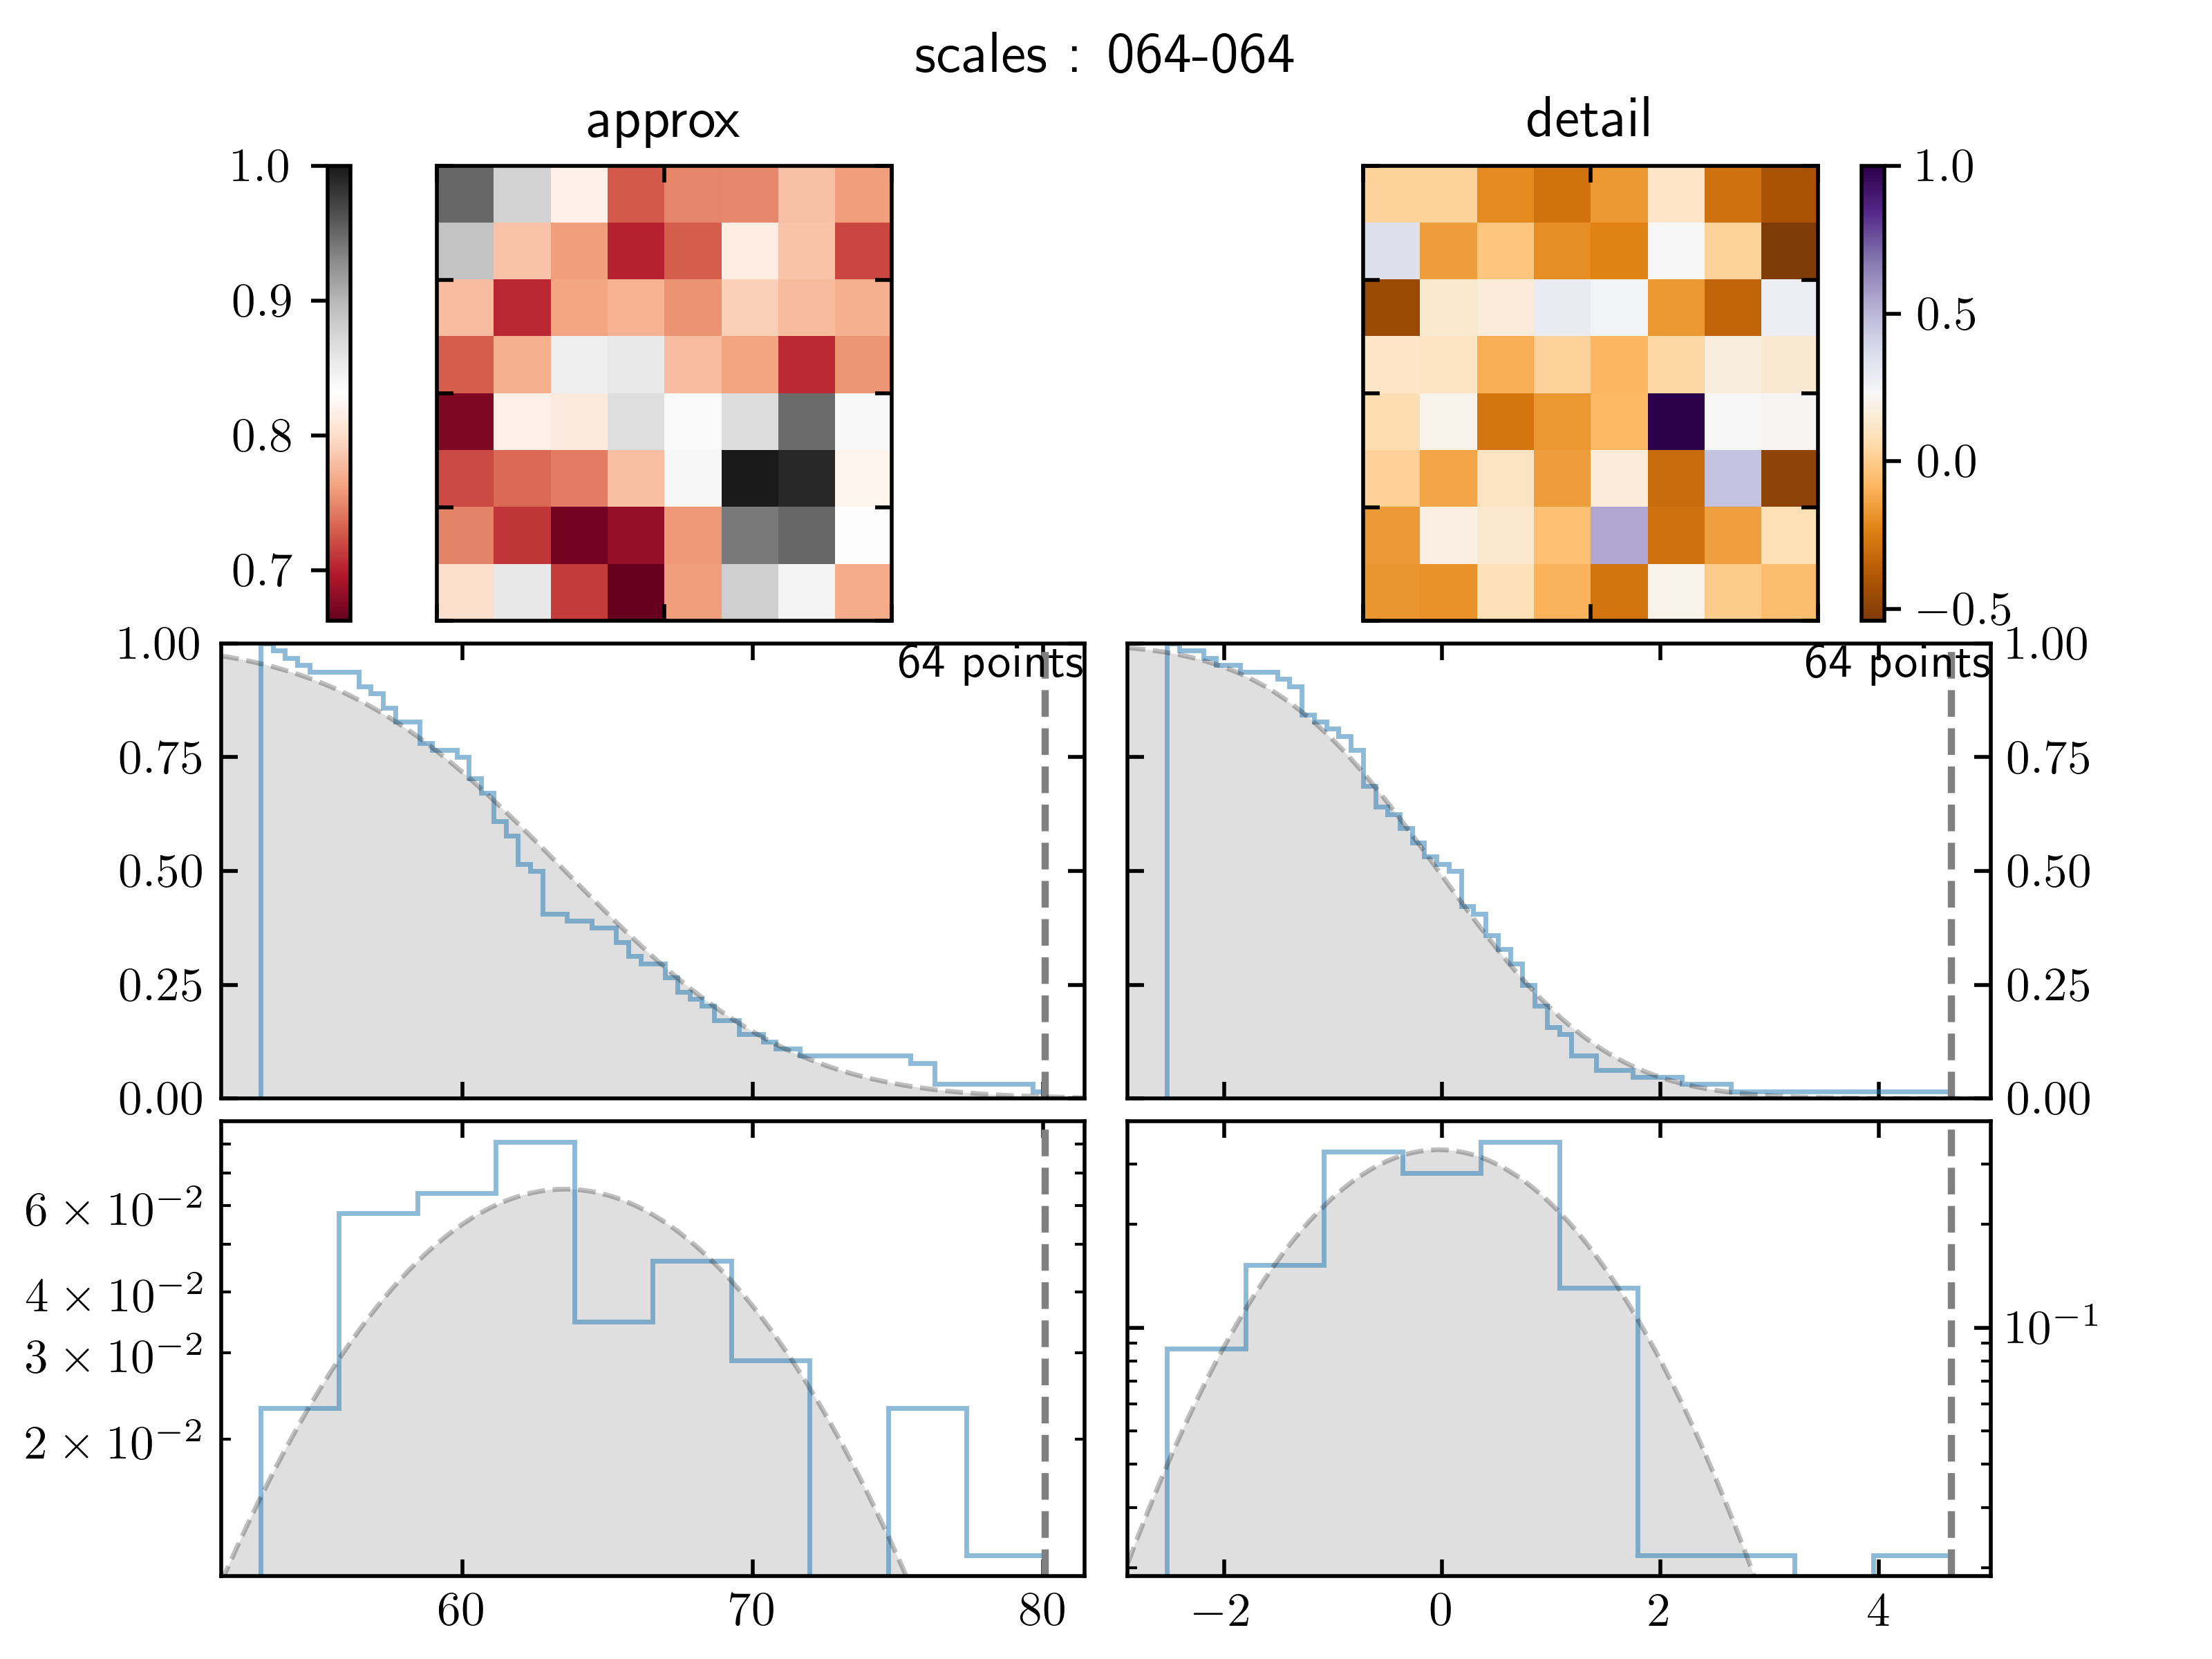 scales : 064-064
approx
detail
1.0
0.9
0.8
0.7
1.0
0.5
0.0
−0.5
64 points
1.00
0.75
0.50
0.25
0.00
64 points
1.00
0.75
0.50
0.25
0.00
6 × 10⁻²
4 × 10⁻²
3 × 10⁻²
2 × 10⁻²
60 70 80
10⁻¹
−2 0 2 4